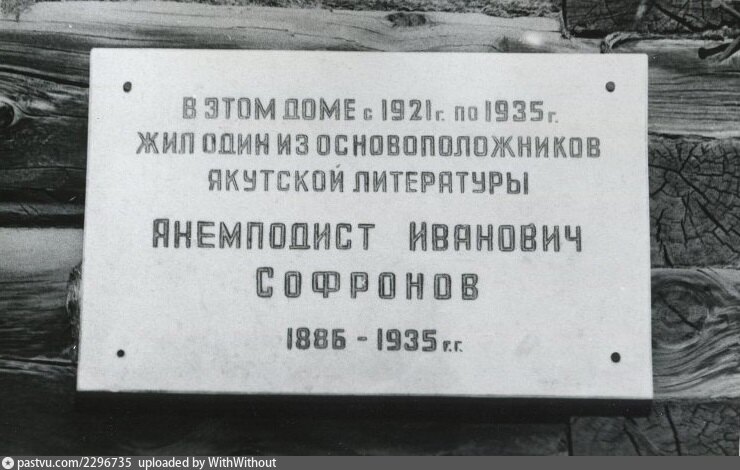 В ЭТОМ ДОМЕ с 1921г. по 1935г.
ЖИЛ ОДИН ИЗ ОСНОВОПОЛОЖНИКОВ
ЯКУТСКОЙ ЛИТЕРАТУРЫ
АНЕМПОДИСТ ИВАНОВИЧ
СОФРОНОВ
1886 - 1935 г.г.
pastvu.com/2296735 uploaded by WithWithout